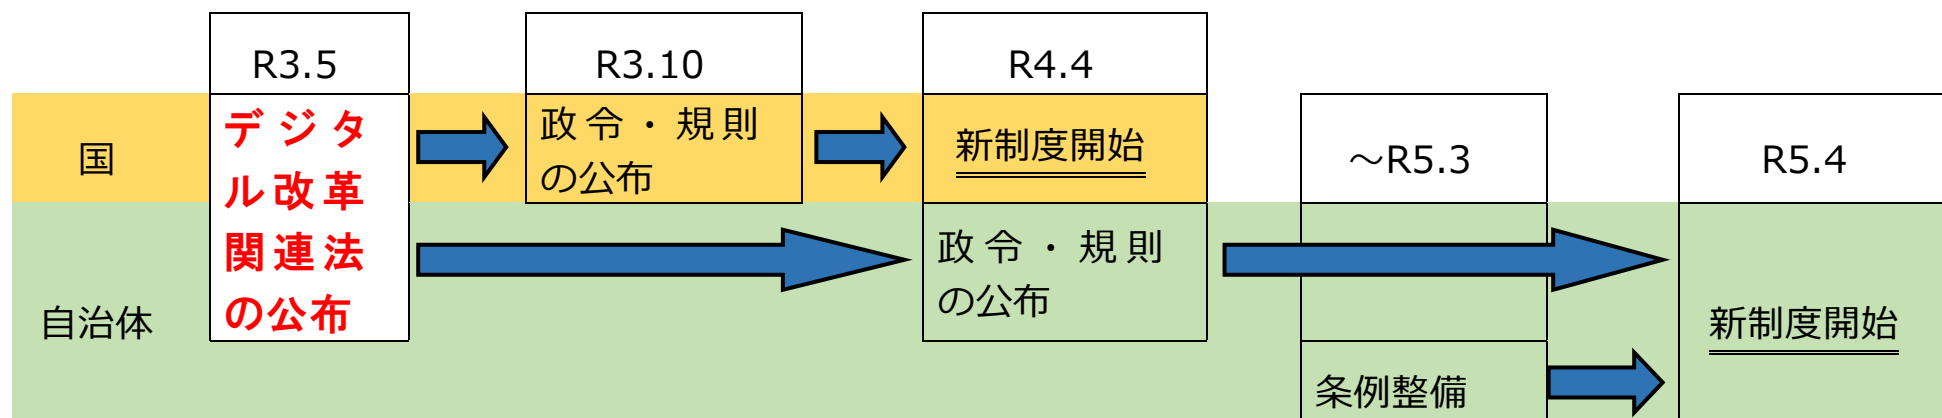 R3.5
R3.10
R4.4
～R5.3
R5.4
国
デジタ
ル改革
関連法
の公布
政令・規則
の公布
新制度開始
自治体
政令・規則
の公布
条例整備
新制度開始